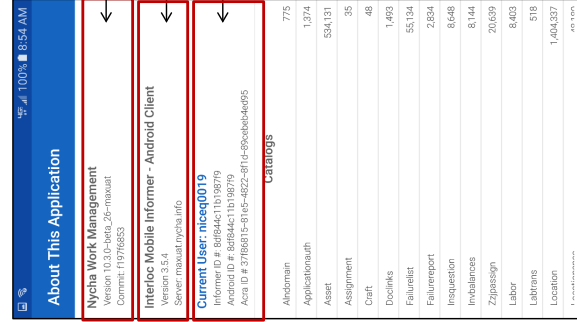 4GE 100% 8:54 AM
About This Application
Nycha Work Management
Version 10.3.0-beta_26-maxuat
Commit: f197f6853
Interloc Mobile Informer - Android Client
Version 3.5.4
Server: maxuat.nycha.info
Current User: niceq0019
Informer ID #: 8df844c11b1987f9
Android ID #: 8df844c11b1987f9
Acra ID # 37f86815-81e5-4822-8f1d-89cebeb4ed95
Catalogs
Alndomain 775
Applicationauth 1,374
Asset 534,131
Assignment 35
Craft 48
Doclinks 1,493
Failurelist 55,134
Failurereport 2,834
Insquestion 8,648
Invbalances 8,144
Zzjpassign 20,639
Labor 8,403
Labtrans 518
Location 1,404,337